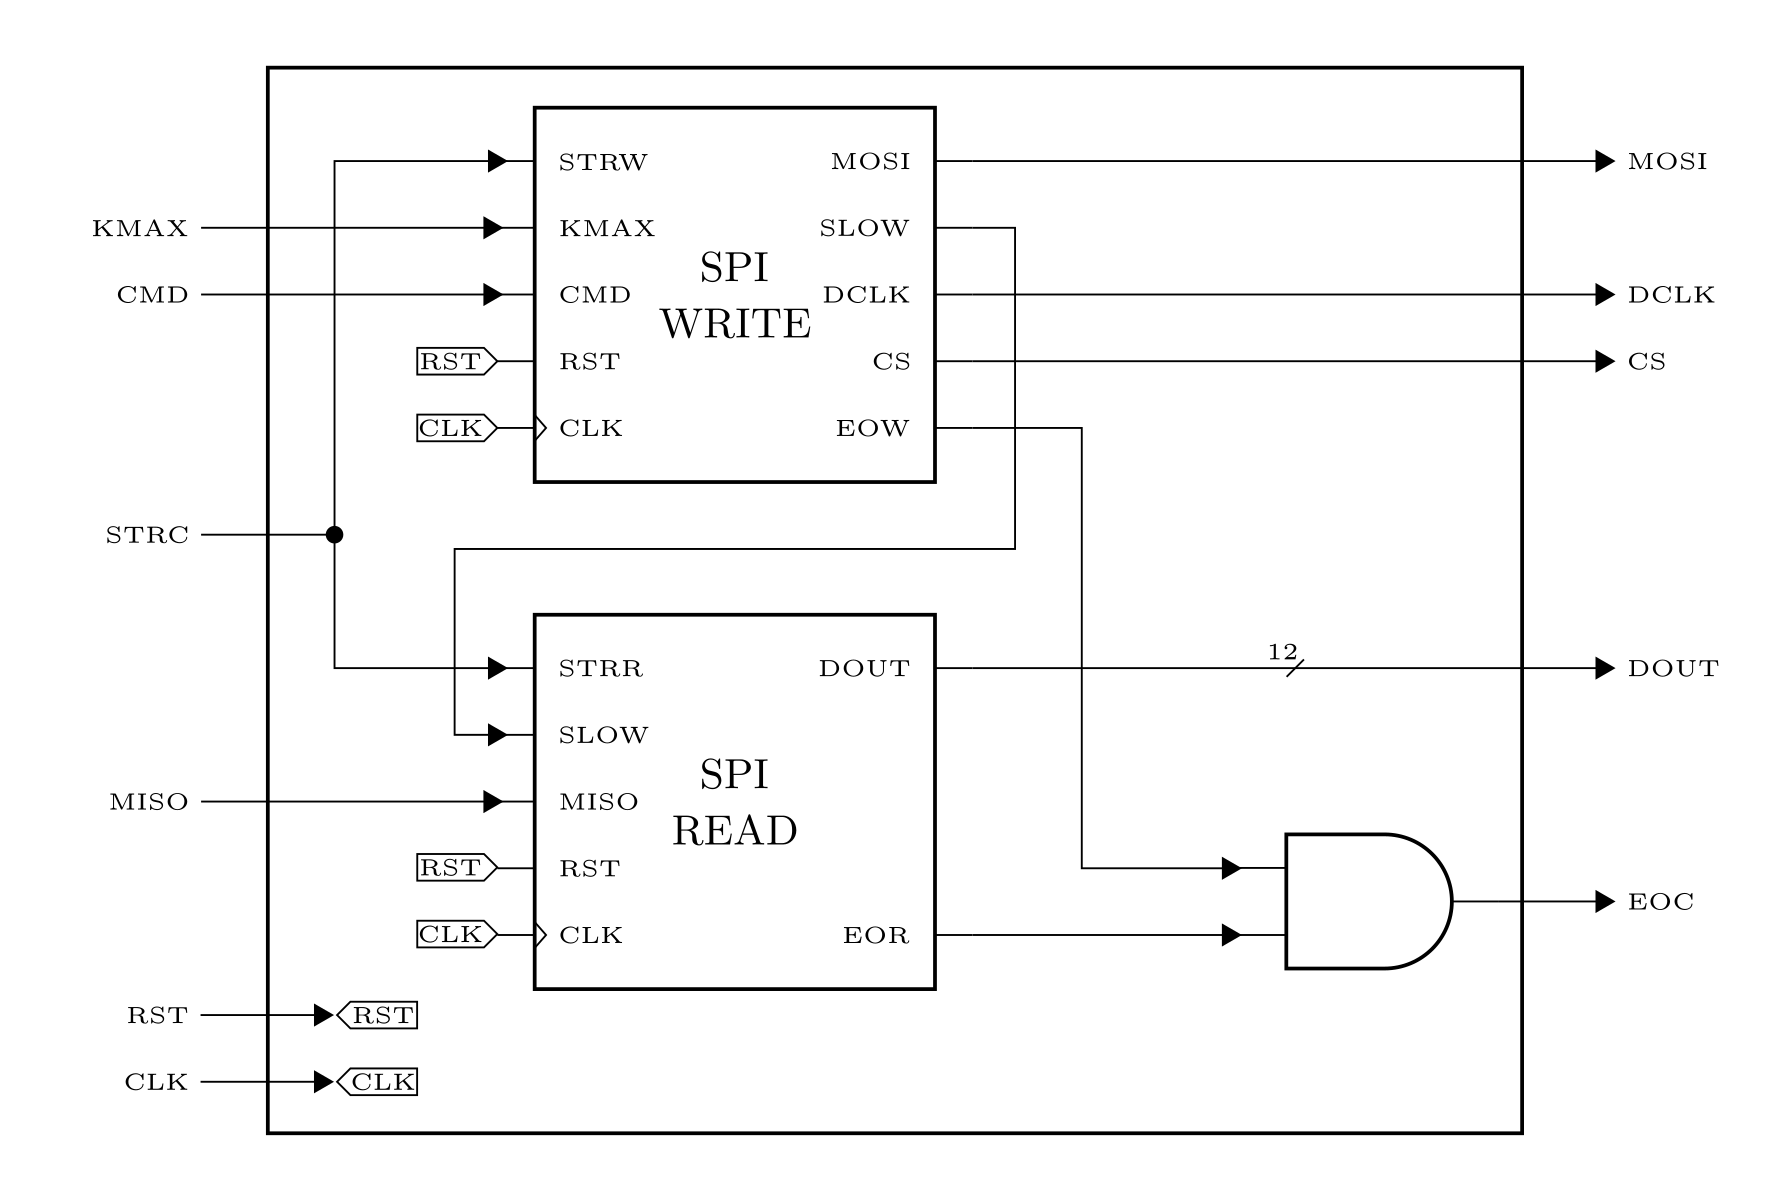 STRW
MOSI
MOSI
KMAX
KMAX
SLOW
SPI
WRITE
CMD
CMD
DCLK
DCLK
RST
RST
CS
CS
CLK
CLK
EOW
STRC
12
STRR
DOUT
DOUT
SLOW
SPI
READ
MISO
MISO
RST
RST
EOC
CLK
CLK
EOR
RST
RST
CLK
CLK